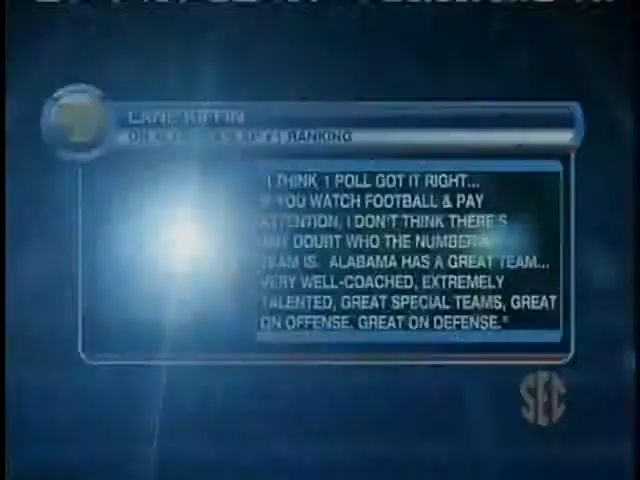 LANE KIFFIN
RANKING
"I THINK 1 POLL GOT IT RIGHT...
IF YOU WATCH FOOTBALL & PAY
ATTENTION, I DON'T THINK THERE'S
ANY DOUBT WHO THE NUMBER
TEAM IS. ALABAMA HAS A GREAT TEAM...
VERY WELL-COACHED, EXTREMELY
TALENTED, GREAT SPECIAL TEAMS, GREAT
ON OFFENSE. GREAT ON DEFENSE."
SEC